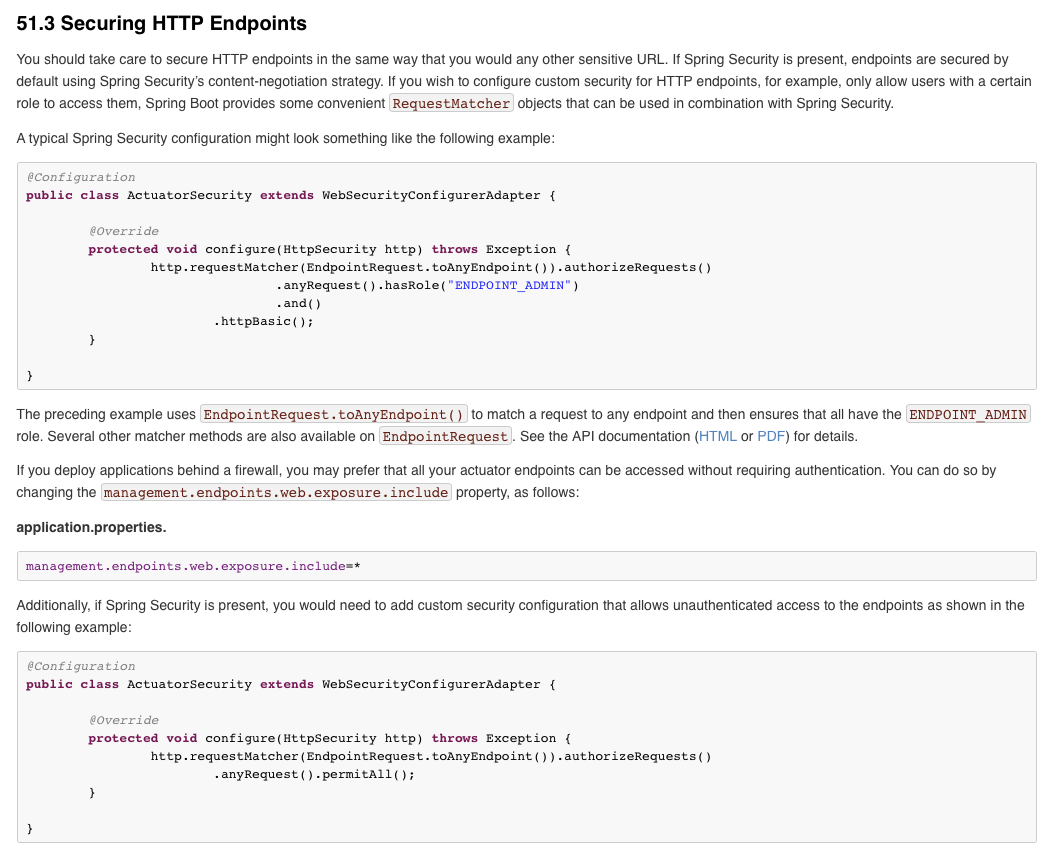 51.3 Securing HTTP Endpoints
You should take care to secure HTTP endpoints in the same way that you would any other sensitive URL. If Spring Security is present, endpoints are secured by
default using Spring Security’s content-negotiation strategy. If you wish to configure custom security for HTTP endpoints, for example, only allow users with a certain
role to access them, Spring Boot provides some convenient RequestMatcher objects that can be used in combination with Spring Security.
A typical Spring Security configuration might look something like the following example:
@Configuration
public class ActuatorSecurity extends WebSecurityConfigurerAdapter {
@Override
protected void configure(HttpSecurity http) throws Exception {
http.requestMatcher(EndpointRequest.toAnyEndpoint()).authorizeRequests()
.anyRequest().hasRole("ENDPOINT_ADMIN")
.and()
.httpBasic();
}
}
The preceding example uses EndpointRequest.toAnyEndpoint() to match a request to any endpoint and then ensures that all have the ENDPOINT_ADMIN
role. Several other matcher methods are also available on EndpointRequest. See the API documentation (HTML or PDF) for details.
If you deploy applications behind a firewall, you may prefer that all your actuator endpoints can be accessed without requiring authentication. You can do so by
changing the management.endpoints.web.exposure.include property, as follows:
application.properties.
management.endpoints.web.exposure.include=*
Additionally, if Spring Security is present, you would need to add custom security configuration that allows unauthenticated access to the endpoints as shown in the
following example:
@Configuration
public class ActuatorSecurity extends WebSecurityConfigurerAdapter {
@Override
protected void configure(HttpSecurity http) throws Exception {
http.requestMatcher(EndpointRequest.toAnyEndpoint()).authorizeRequests()
.anyRequest().permitAll();
}
}